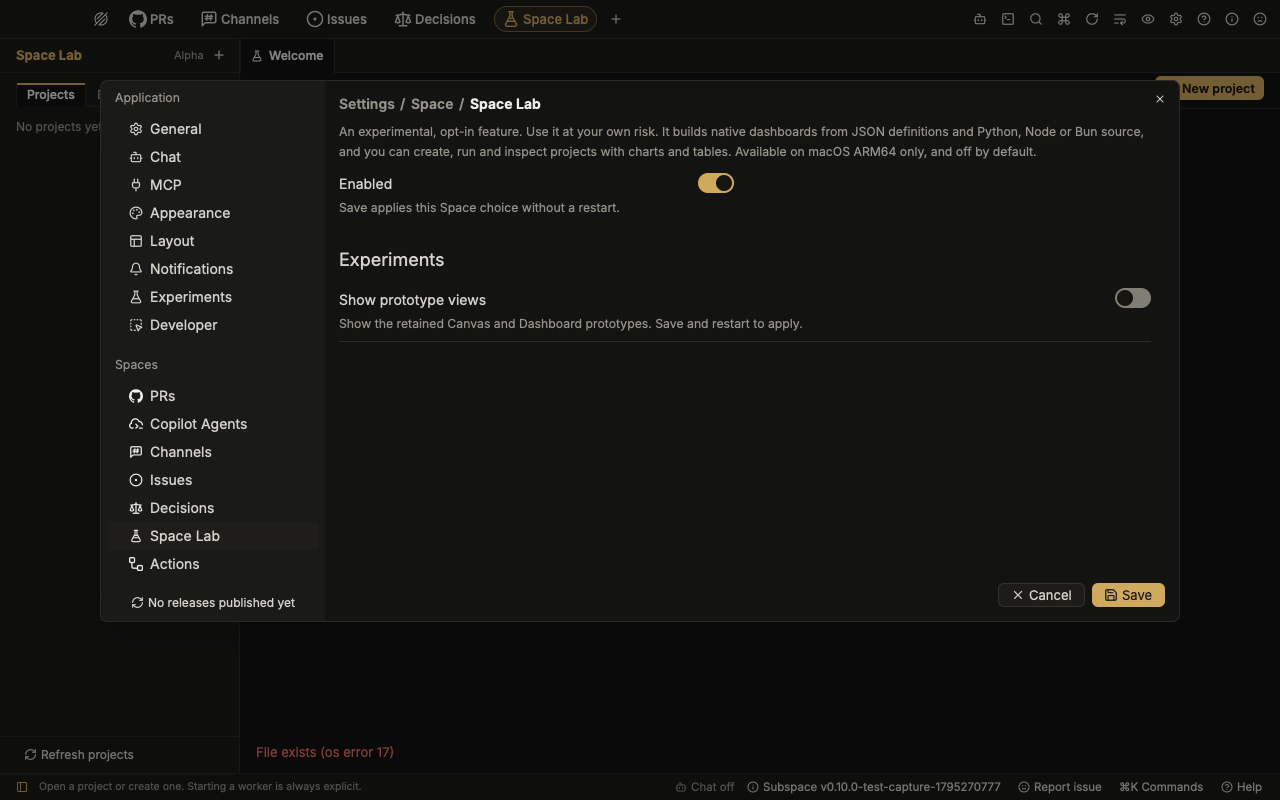 PRs
Channels
Issues
Decisions
Space Lab
Space Lab
Alpha
Welcome
Projects
No projects yet
New project
Application
General
Chat
MCP
Appearance
Layout
Notifications
Experiments
Developer
Spaces
PRs
Copilot Agents
Channels
Issues
Decisions
Space Lab
Actions
No releases published yet
Settings / Space / Space Lab
An experimental, opt-in feature. Use it at your own risk. It builds native dashboards from JSON definitions and Python, Node or Bun source,
and you can create, run and inspect projects with charts and tables. Available on macOS ARM64 only, and off by default.
Enabled
Save applies this Space choice without a restart.
Experiments
Show prototype views
Show the retained Canvas and Dashboard prototypes. Save and restart to apply.
Cancel
Save
File exists (os error 17)
Refresh projects
Open a project or create one. Starting a worker is always explicit.
Chat off
Subspace v0.10.0-test-capture-1795270777
Report issue
⌘K Commands
Help